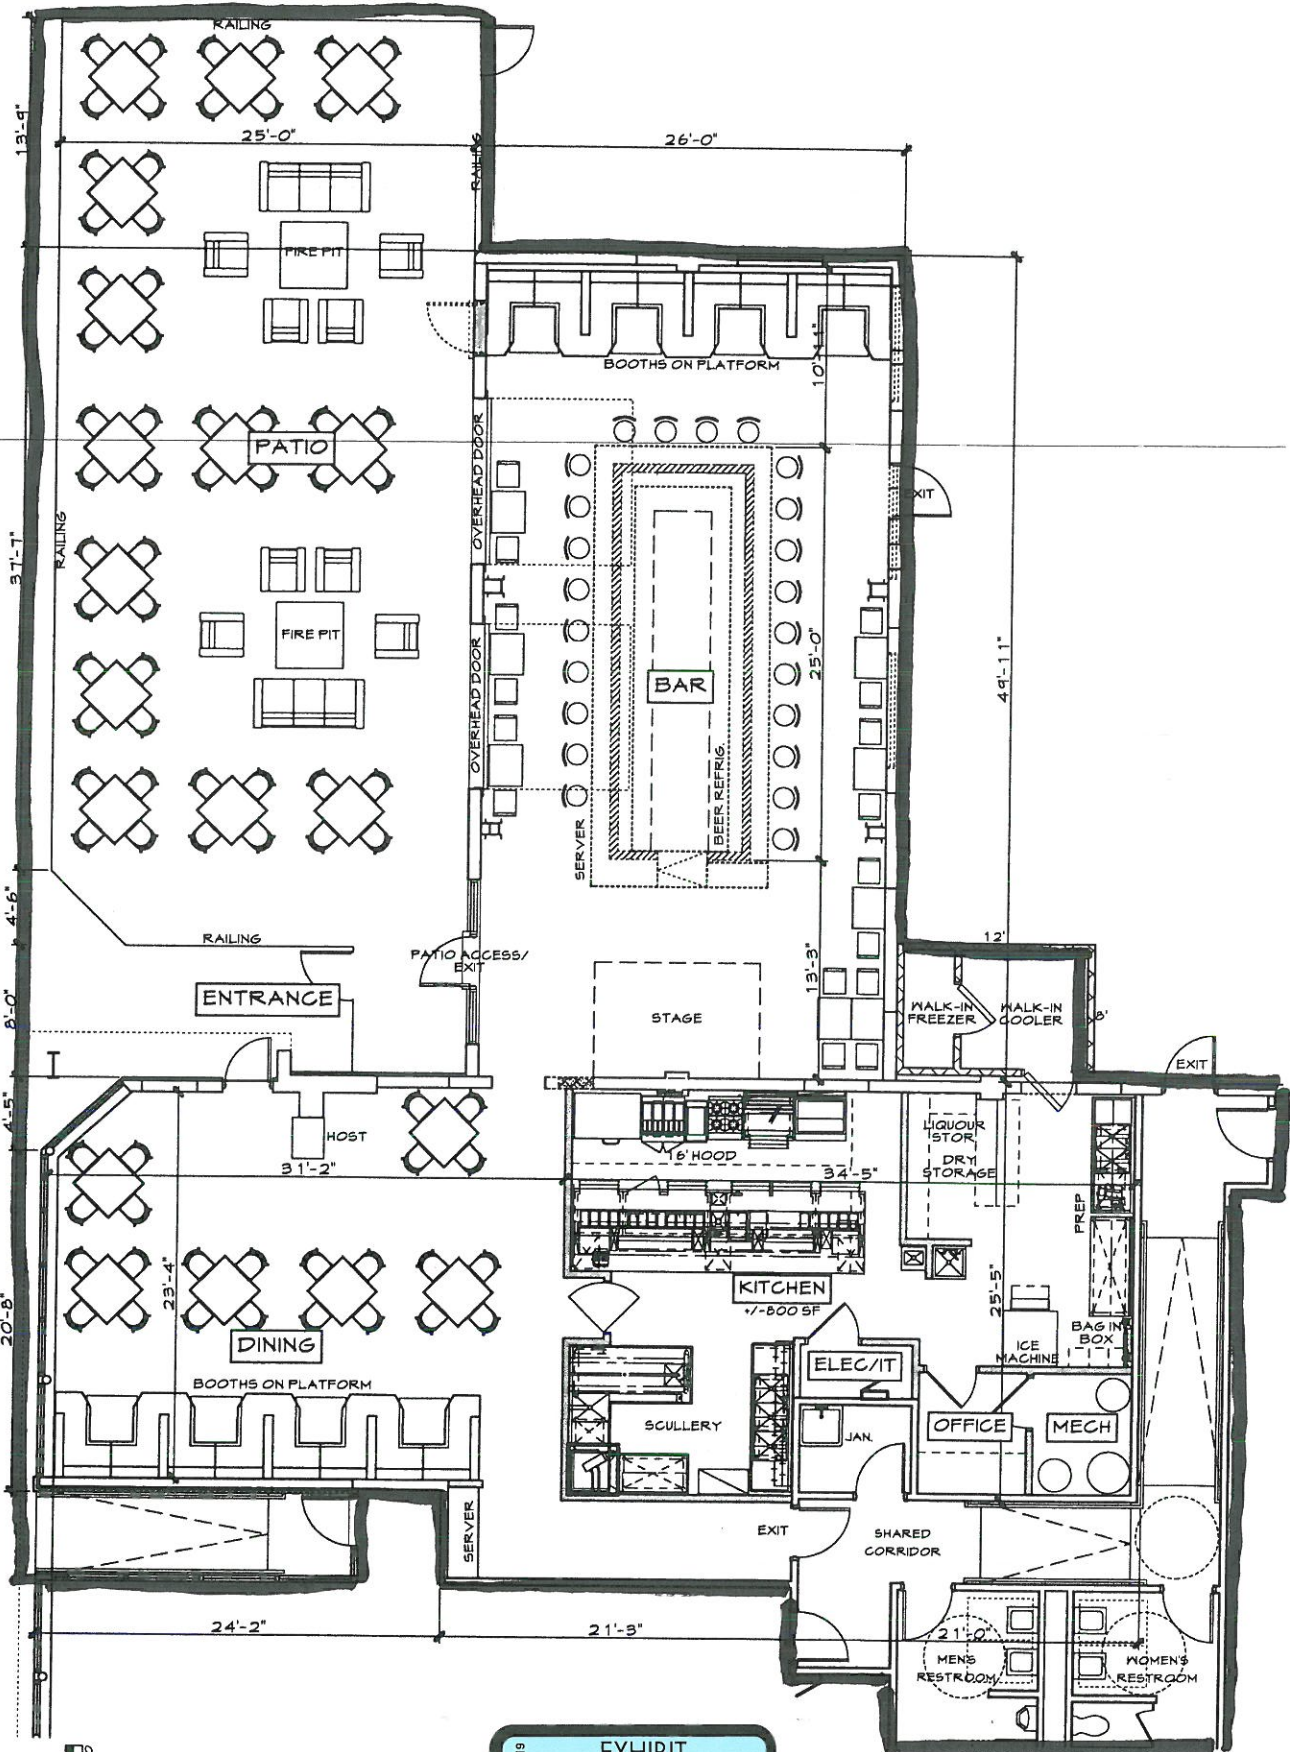 RAILING
13'-9"
25'-0"
RAILING
26'-0"
FIRE PIT
BOOTHS ON PLATFORM
10'-11"
OVERHEAD DOOR
PATIO
EXIT
RAILING
37'-7"
FIRE PIT
OVERHEAD DOOR
BAR
25'-0"
49'-11"
BEER REFRIG.
SERVER
4'-6"
RAILING
PATIO ACCESS/
EXIT
12'
13'-3"
ENTRANCE
8'-0"
STAGE
WALK-IN
FREEZER
WALK-IN
COOLER
8'
EXIT
4'-5"
HOST
LIQUOUR
STOR
16' HOOD
DRY
STORAGE
31'-2"
34'-5"
PREP
23'-4"
KITCHEN
+/-800 SF
25'-5"
20'-8"
DINING
BAG IN
BOX
ICE
MACHINE
ELEC/IT
BOOTHS ON PLATFORM
SCULLERY
JAN.
OFFICE
MECH
SERVER
EXIT
SHARED
CORRIDOR
24'-2"
21'-3"
21'-0"
MEN'S
RESTROOM
WOMEN'S
RESTROOM
EXHIBIT